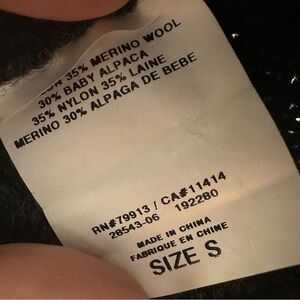 35% MERINO WOOL
30% BABY ALPACA
35% NYLON 35% LAINE
MERINO 30% ALPAGA DE BEBE
RN#79913 / CA#11414
28543-06 192280
MADE IN CHINA
FABRIQUE EN CHINE
SIZE S